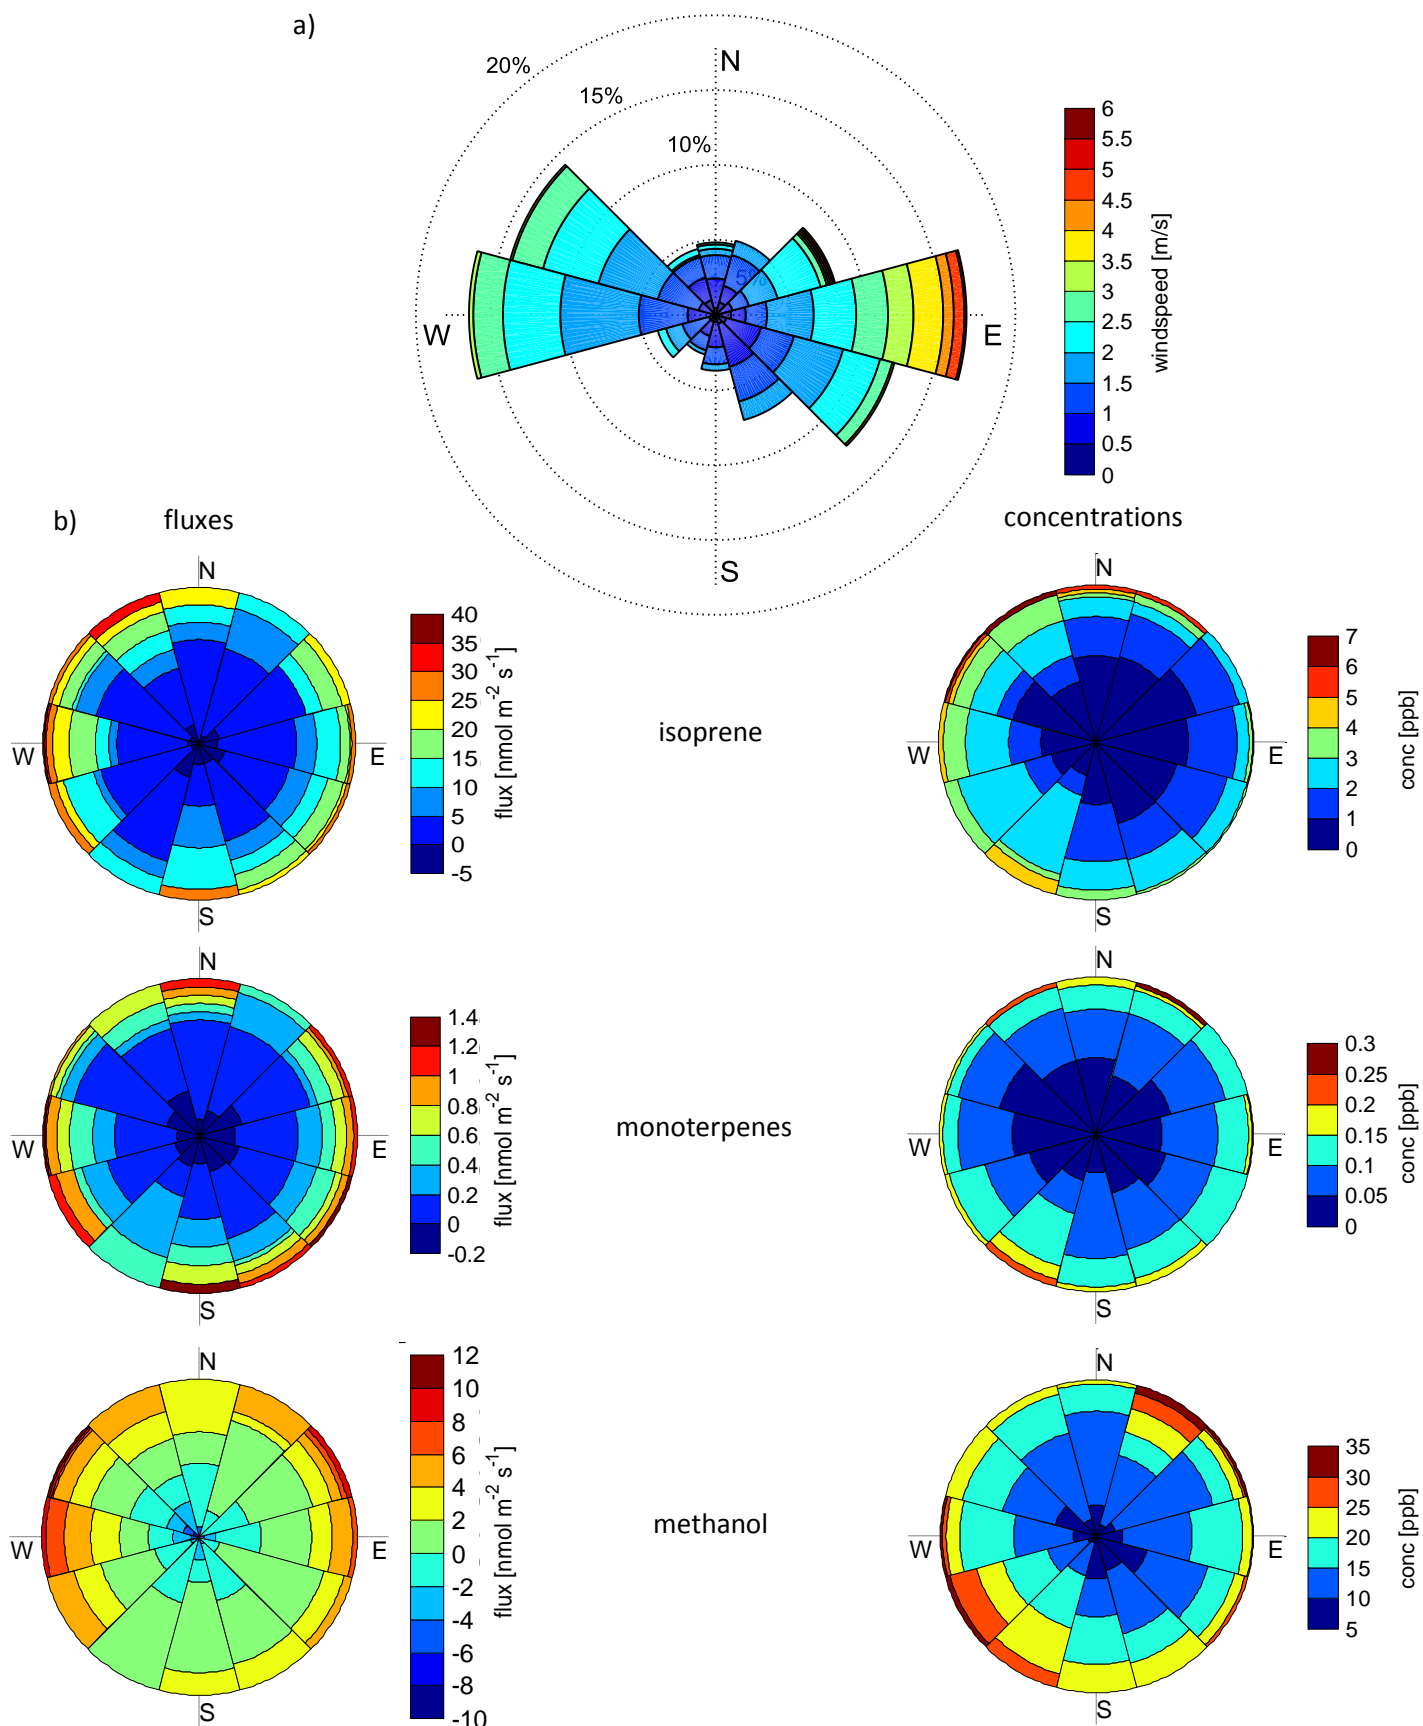 a)
N
20%
15%
10%
5%
W
E
S
6
5.5
5
4.5
4
3.5
3
2.5
2
1.5
1
0.5
0
windspeed [m/s]
b)
fluxes
concentrations
N
W
E
S
40
35
30
25
20
15
10
5
0
-5
flux [nmol m-2 s-1]
isoprene
N
W
E
S
7
6
5
4
3
2
1
0
conc [ppb]
N
W
E
S
1.4
1.2
1
0.8
0.6
0.4
0.2
0
-0.2
flux [nmol m-2 s-1]
monoterpenes
N
W
E
S
0.3
0.25
0.2
0.15
0.1
0.05
0
conc [ppb]
N
W
E
S
12
10
8
6
4
2
0
-2
-4
-6
-8
-10
flux [nmol m-2 s-1]
methanol
N
W
E
S
35
30
25
20
15
10
5
conc [ppb]